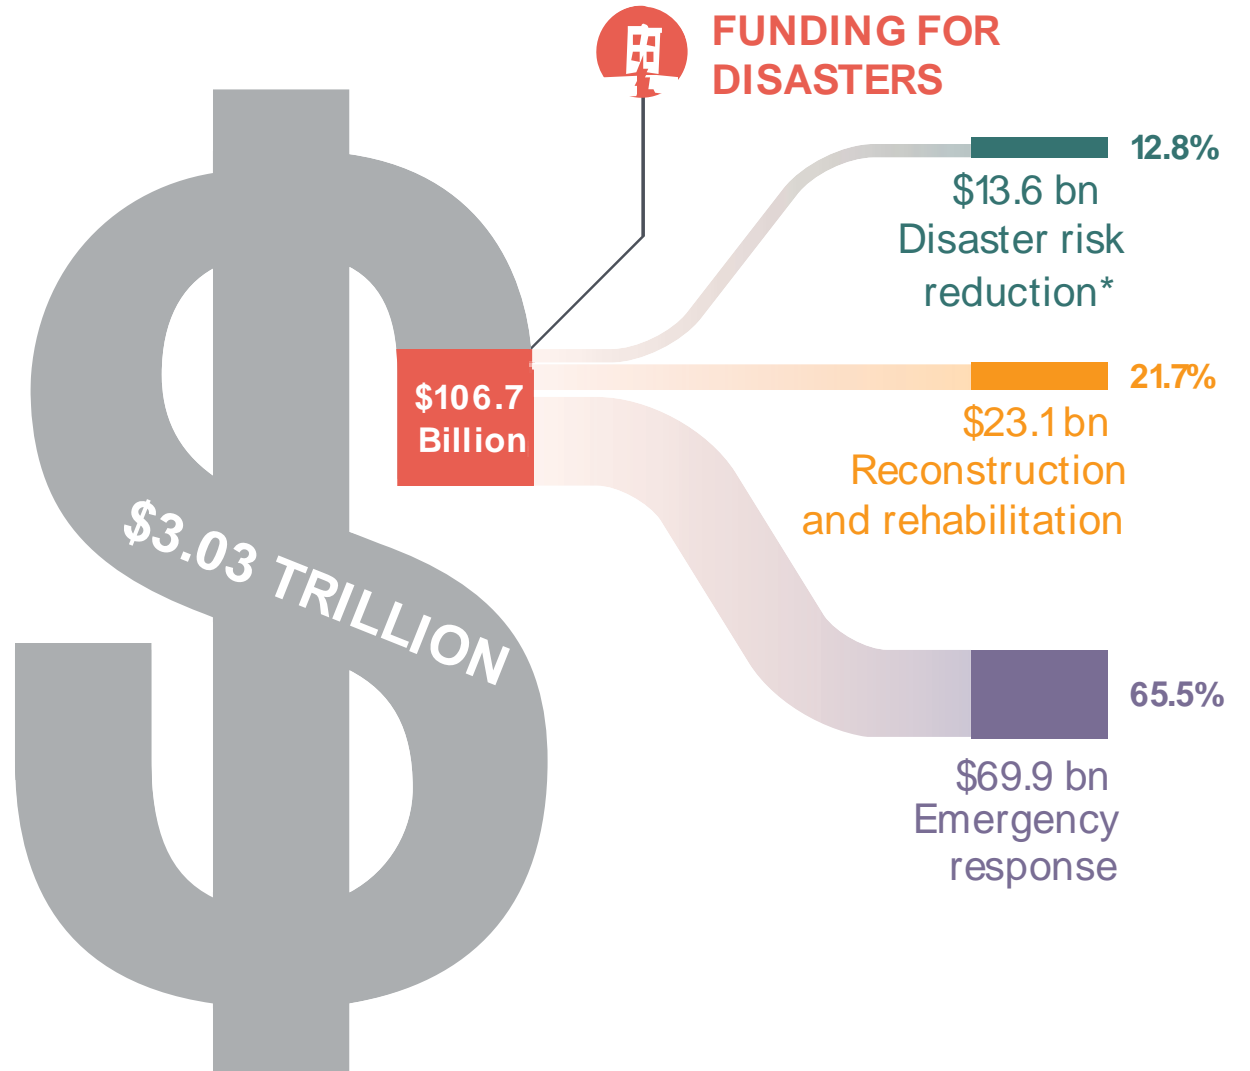 FUNDING FOR
DISASTERS
12.8%
$13.6 bn
Disaster risk
reduction*
$106.7
Billion
21.7%
$23.1 bn
Reconstruction
and rehabilitation
$3.03 TRILLION
65.5%
$69.9 bn
Emergency
response